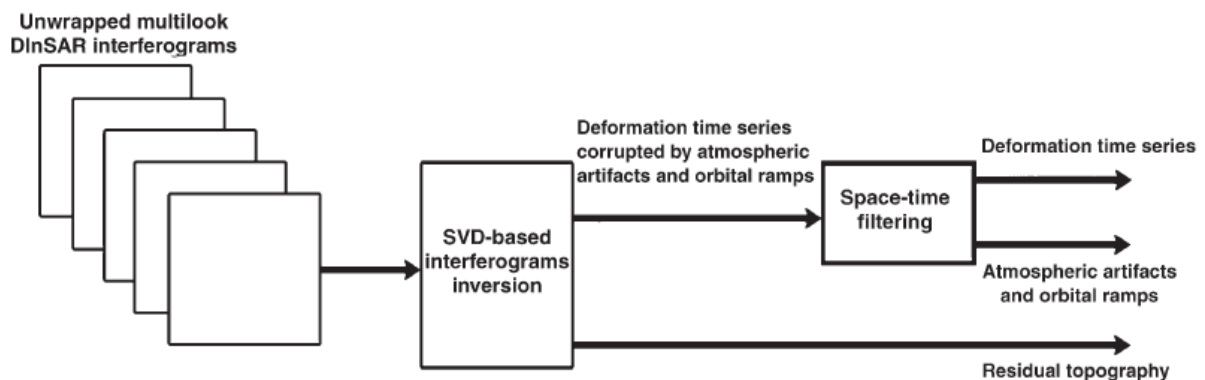 Unwrapped multilook
DInSAR interferograms
Deformation time series
corrupted by atmospheric
artifacts and orbital ramps
Deformation time series
Space-time
filtering
SVD-based
interferograms
inversion
Atmospheric artifacts
and orbital ramps
Residual topography